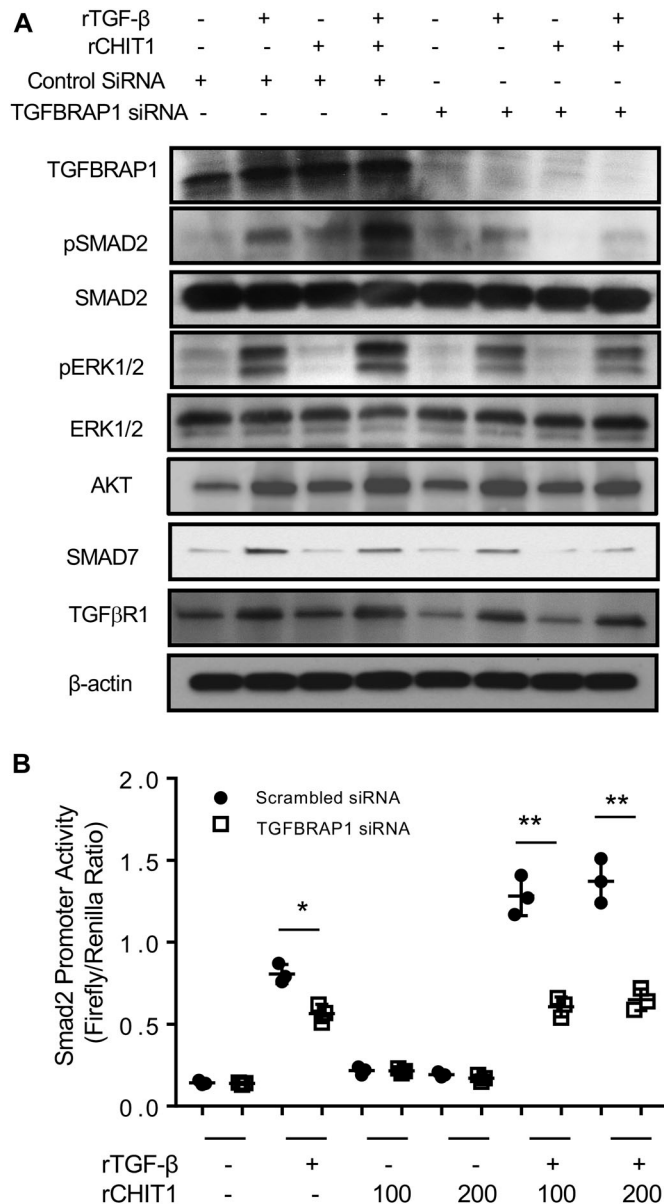 A
rTGF-β - + - + - + - +
rCHIT1 - - + + - - + +
Control SiRNA + + + + - - - -
TGFBRAP1 siRNA - - - - + + + +
TGFBRAP1
pSMAD2
SMAD2
pERK1/2
ERK1/2
AKT
SMAD7
TGFβR1
β-actin
B
Smad2 Promoter Activity
(Firefly/Renilla Ratio)
2.0
1.5
1.0
0.5
0.0
Scrambled siRNA
TGFBRAP1 siRNA
*
**
**
rTGF-β - + - - + +
rCHIT1 - - 100 200 100 200